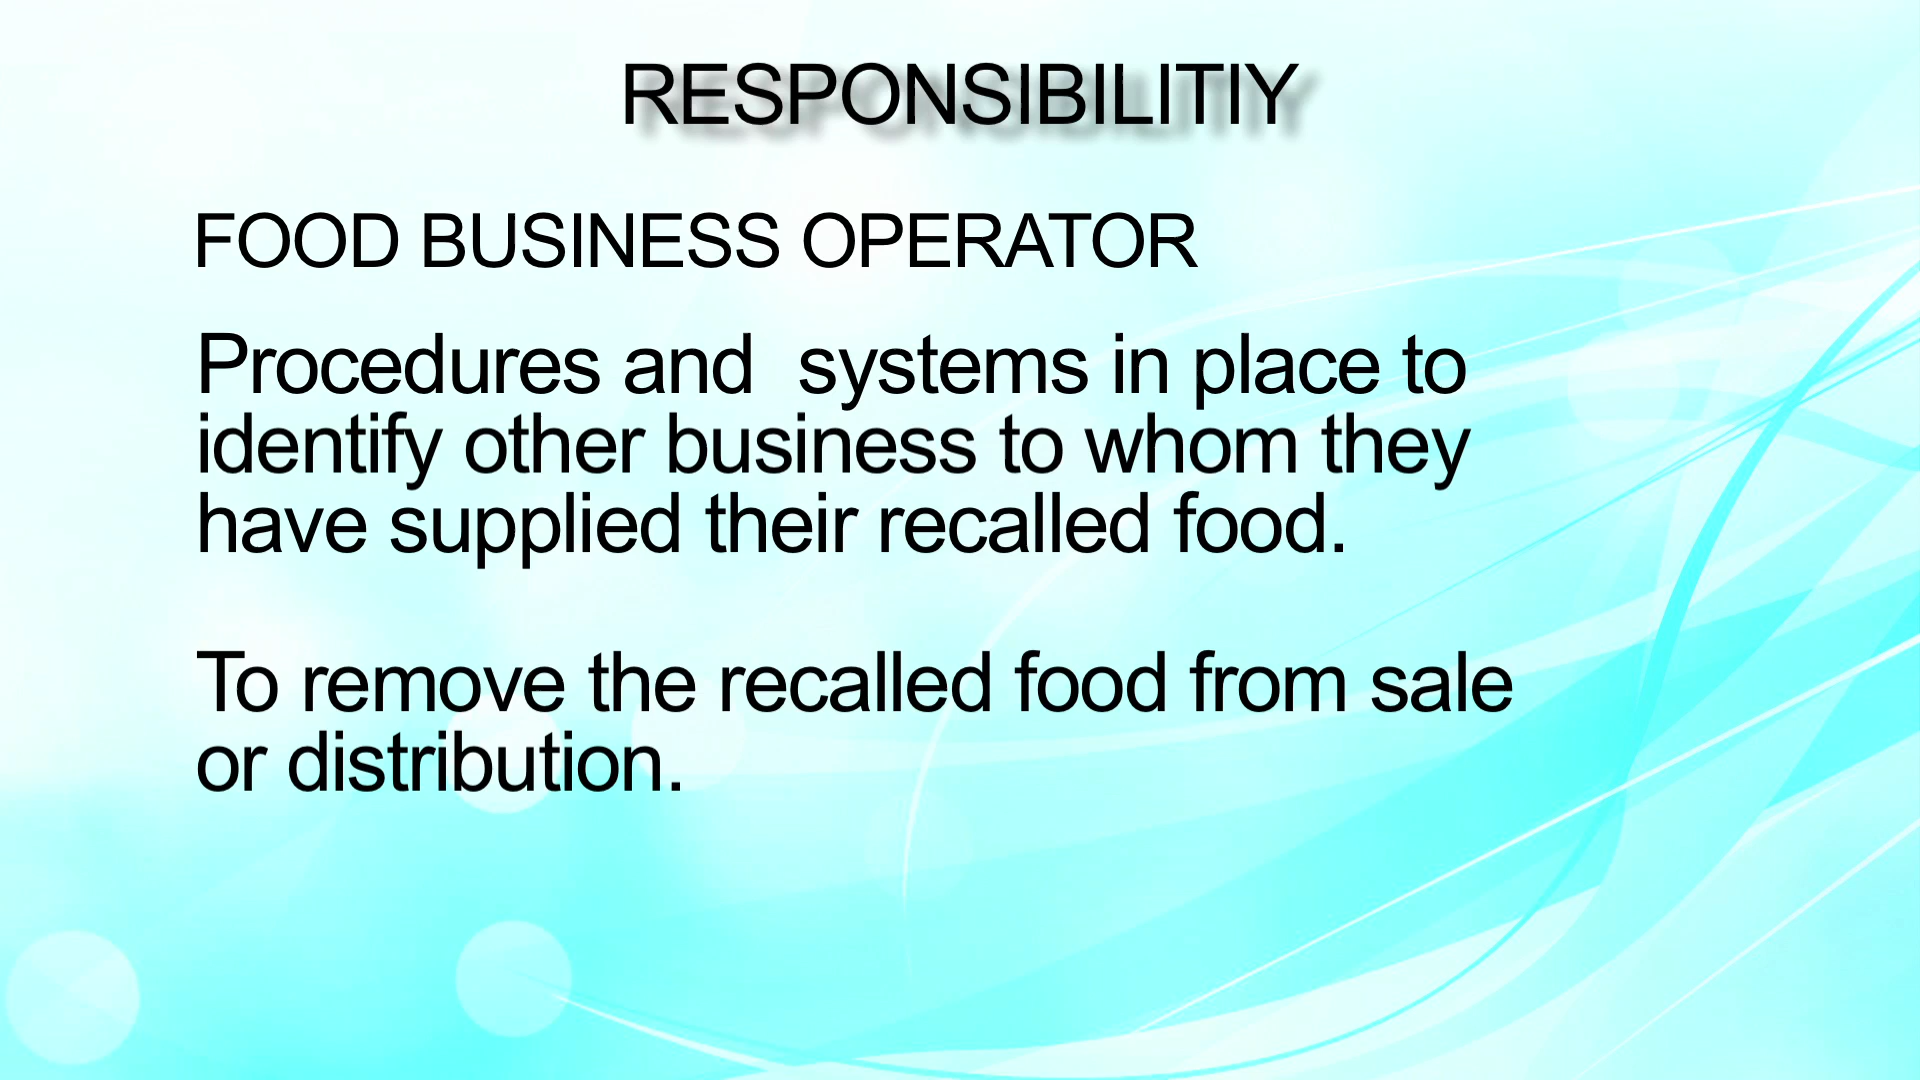 RESPONSIBILITIY
FOOD BUSINESS OPERATOR
Procedures and  systems in place to
identify other business to whom they
have supplied their recalled food.
To remove the recalled food from sale
or distribution.